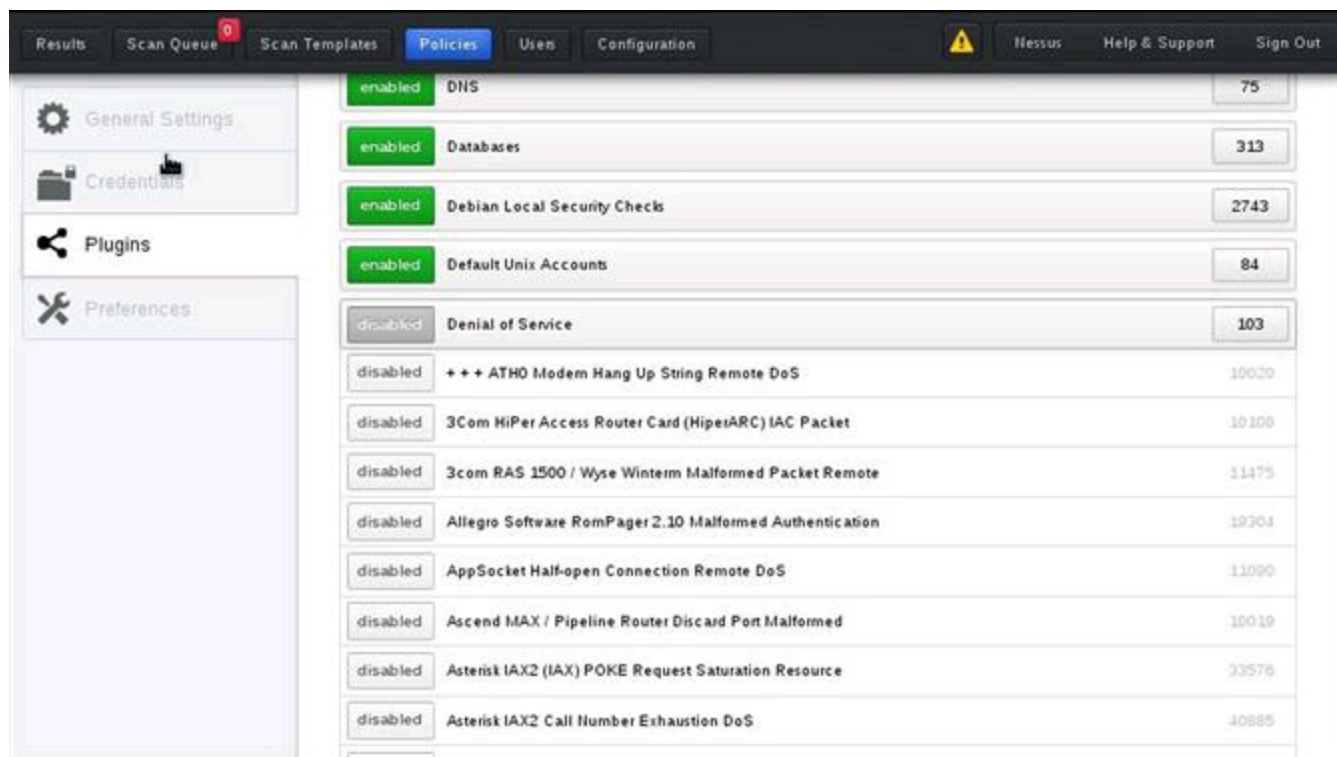 Results Scan Queue 0 Scan Templates Policies Users Configuration Nessus Help & Support Sign Out
General Settings
Credentials
Plugins
Preferences
enabled DNS 75
enabled Databases 313
enabled Debian Local Security Checks 2743
enabled Default Unix Accounts 84
disabled Denial of Service 103
disabled + + + ATH0 Modem Hang Up String Remote DoS 10020
disabled 3Com HiPer Access Router Card (HiperARC) IAC Packet 10108
disabled 3com RAS 1500 / Wyse Winterm Malformed Packet Remote 11475
disabled Allegro Software RomPager 2.10 Malformed Authentication 19304
disabled AppSocket Half-open Connection Remote DoS 11090
disabled Ascend MAX / Pipeline Router Discard Port Malformed 10019
disabled Asterisk IAX2 (IAX) POKE Request Saturation Resource 33576
disabled Asterisk IAX2 Call Number Exhaustion DoS 40885